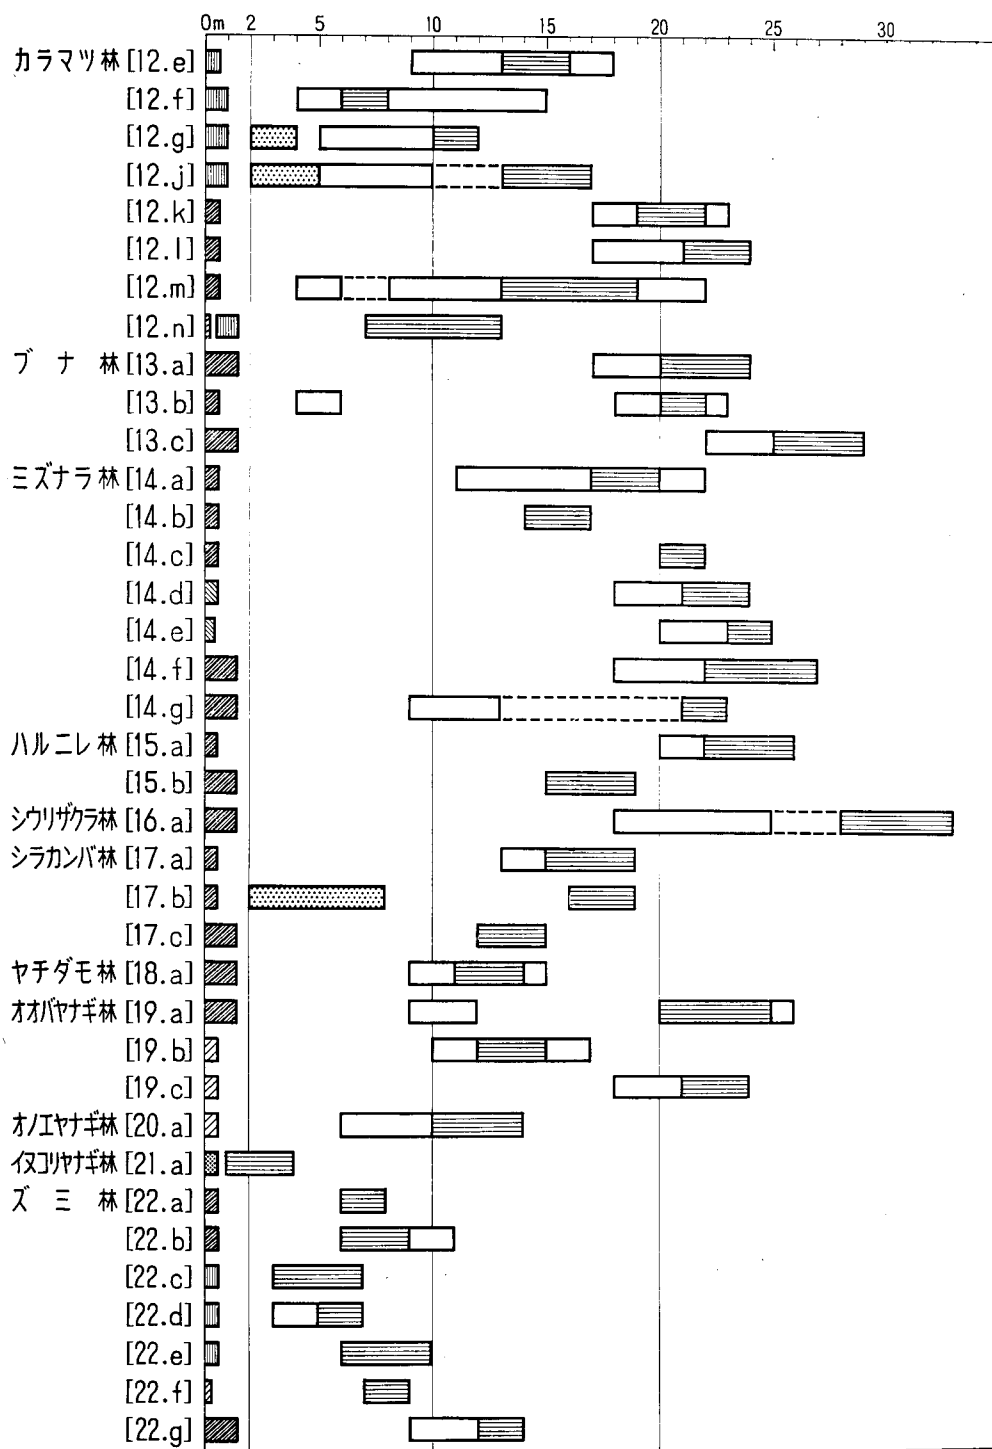 0m 2 5 10 15 20 25 30
カラマツ林[12.e]
[12.f]
[12.g]
[12.j]
[12.k]
[12.l]
[12.m]
[12.n]
ブナ林[13.a]
[13.b]
[13.c]
ミズナラ林[14.a]
[14.b]
[14.c]
[14.d]
[14.e]
[14.f]
[14.g]
ハルニレ林[15.a]
[15.b]
シウリザクラ林[16.a]
シラカンバ林[17.a]
[17.b]
[17.c]
ヤチダモ林[18.a]
オオバヤナギ林[19.a]
[19.b]
[19.c]
オノエヤナギ林[20.a]
イヌコリヤナギ林[21.a]
ズミ林[22.a]
[22.b]
[22.c]
[22.d]
[22.e]
[22.f]
[22.g]